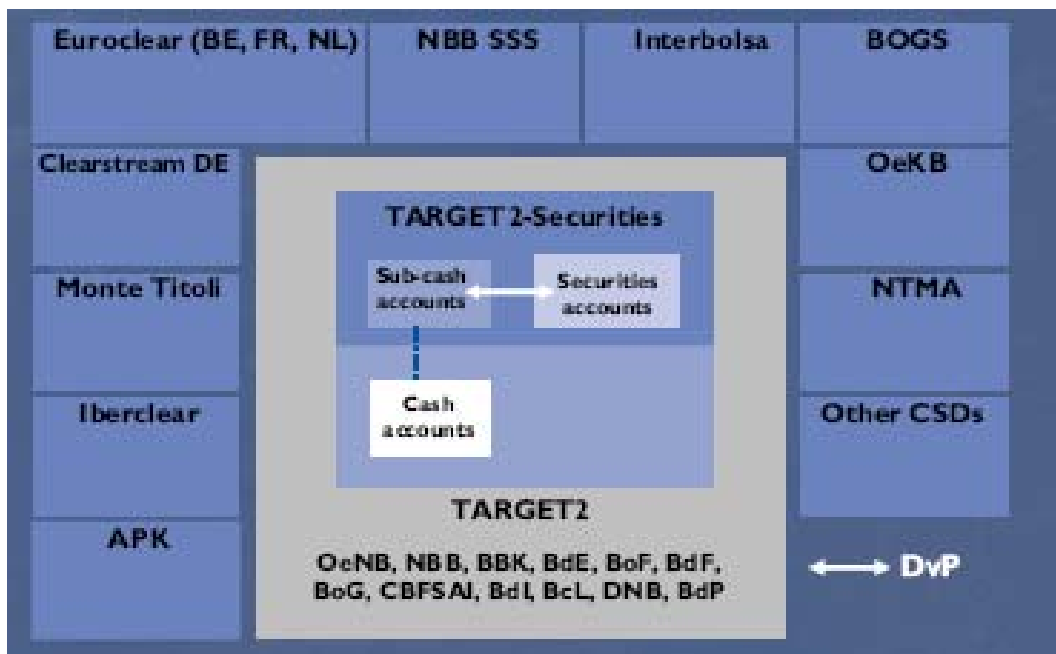 Euroclear (BE, FR, NL)
NBB SSS
Interbolsa
BOGS
Clearstream DE
OeKB
TARGET 2-Securities
Sub-cash
accounts
Securities
accounts
Monte Titoli
NTMA
Cash
accounts
Iberclear
Other CSDs
TARGET2
APK
OeNB, NBB, BBK, BdE, BoF, BdF,
BoG, CBFSAI, BdI, BcL, DNB, BdP
DvP